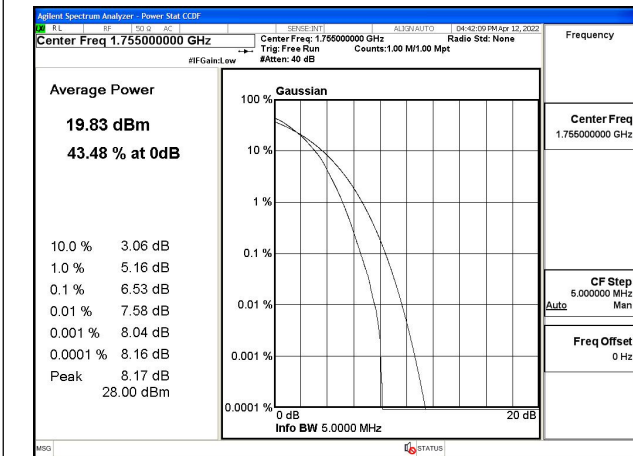 Agilent Spectrum Analyzer - Power Stat CCDF
LXI RL RF 50 Ω AC SENSE:INT ALIGN AUTO 04:42:09 PM Apr 12, 2022
Center Freq 1.755000000 GHz
#IFGain:Low
Center Freq: 1.755000000 GHz
Trig: Free Run Counts:1.00 M/1.00 Mpt
#Atten: 40 dB
Radio Std: None
Frequency
Average Power
19.83 dBm
43.48 % at 0dB
10.0 % 3.06 dB
1.0 % 5.16 dB
0.1 % 6.53 dB
0.01 % 7.58 dB
0.001 % 8.04 dB
0.0001 % 8.16 dB
Peak 8.17 dB
28.00 dBm
Gaussian
100 %
10 %
1 %
0.1 %
0.01 %
0.001 %
0.0001 %
0 dB 20 dB
Info BW 5.0000 MHz
Center Freq
1.755000000 GHz
CF Step
5.000000 MHz
Auto Man
Freq Offset
0 Hz
MSG STATUS